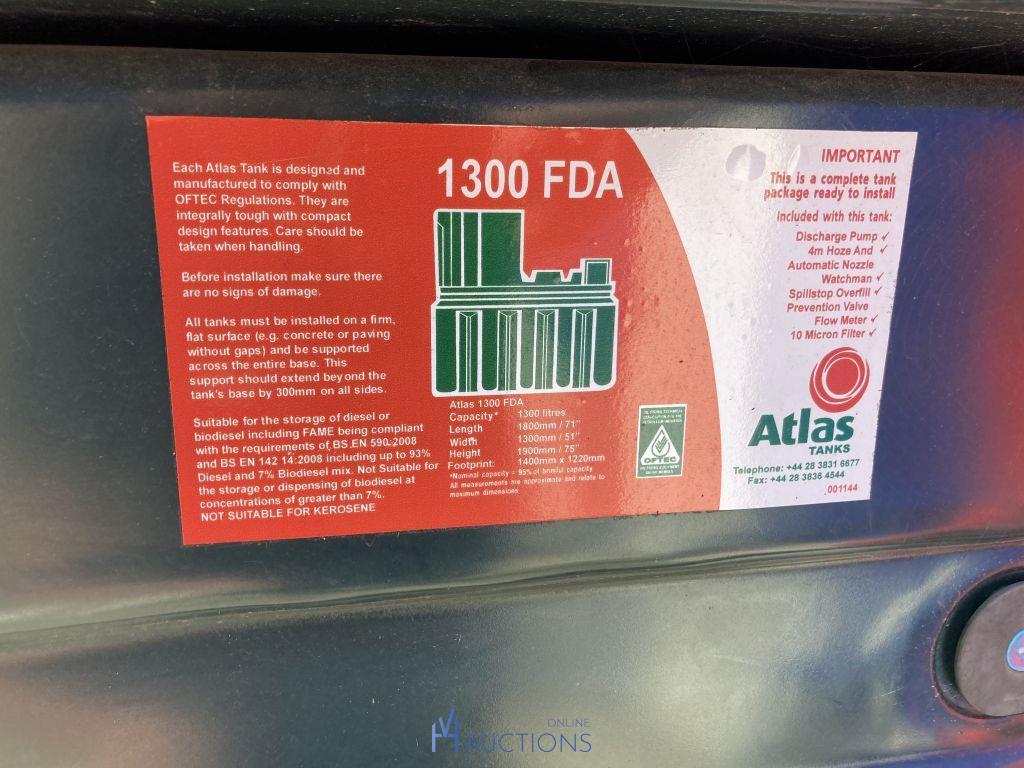 Each Atlas Tank is designed and
manufactured to comply with
OFTEC Regulations. They are
integrally tough with compact
design features. Care should be
taken when handling.
Before installation make sure there
are no signs of damage.
All tanks must be installed on a firm,
flat surface (e.g. concrete or paving
without gaps) and be supported
across the entire base. This
support should extend beyond the
tank's base by 300mm on all sides.
Suitable for the storage of diesel or
biodiesel including FAME being compliant
with the requirements of BS EN 590:2008
and BS EN 142 14:2008 including up to 93%
Diesel and 7% Biodiesel mix. Not Suitable for
the storage or dispensing of biodiesel at
concentrations of greater than 7%.
NOT SUITABLE FOR KEROSENE
1300 FDA
Atlas 1300 FDA
Capacity* 1300 litres
Length 1800mm / 71"
Width 1300mm / 51"
Height 1900mm / 75"
Footprint: 1400mm x 1220mm
*Nominal capacity = 95% of brimful capacity
All measurements are approximate and relate to
maximum dimensions
OFTEC
IMPORTANT
This is a complete tank
package ready to install
Included with this tank:
Discharge Pump ✓
4m Hoze And ✓
Automatic Nozzle
Watchman ✓
Spillstop Overfill ✓
Prevention Valve
Flow Meter ✓
10 Micron Filter ✓
Atlas
TANKS
Telephone: +44 28 3831 6677
Fax: +44 28 3836 4544
001144
ONLINE
AUCTIONS